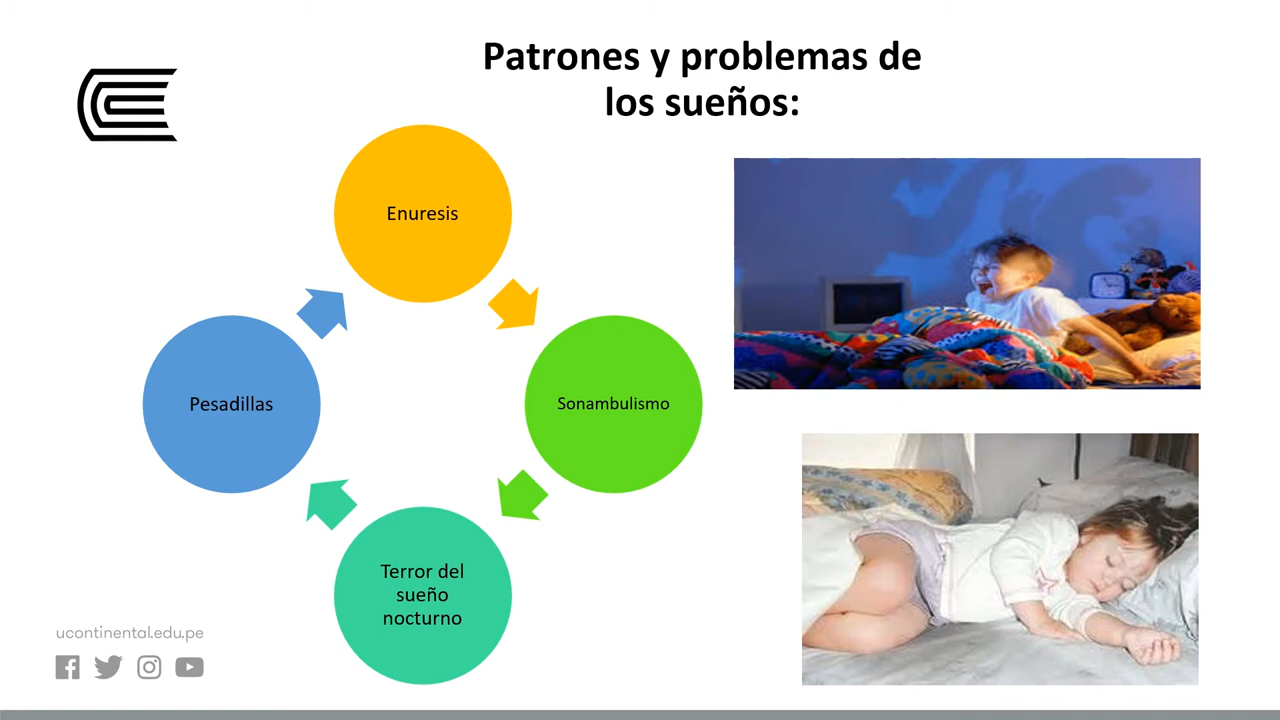 Patrones y problemas de
los sueños:
Enuresis
Sonambulismo
Terror del
sueño
nocturno
Pesadillas
ucontinental.edu.pe